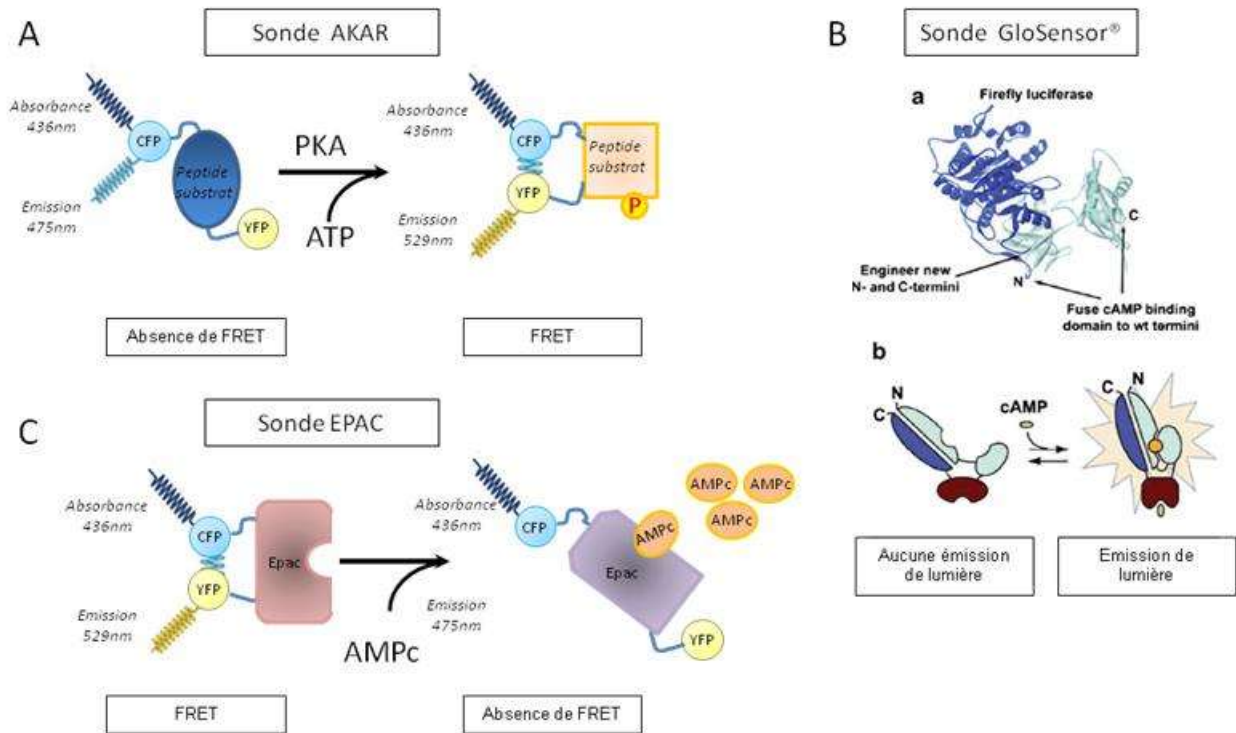 A
Sonde AKAR
Absorbance
436nm
CFP
Peptide
substrat
Emission
475nm
YFP
PKA
ATP
Absorbance
436nm
CFP
Peptide
substrat
YFP
P
Emission
529nm
Absence de FRET
FRET
B
Sonde GloSensor®
a
Firefly luciferase
C
Engineer new
N- and C-termini
N
Fuse cAMP binding
domain to wt termini
b
N
C
cAMP
C N
Aucune émission
de lumière
Emission de
lumière
C
Sonde EPAC
Absorbance
436nm
CFP
Epac
YFP
Emission
529nm
AMPc
Absorbance
436nm
CFP
AMPc
AMPc
AMPc
AMPc
Epac
Emission
475nm
YFP
FRET
Absence de FRET